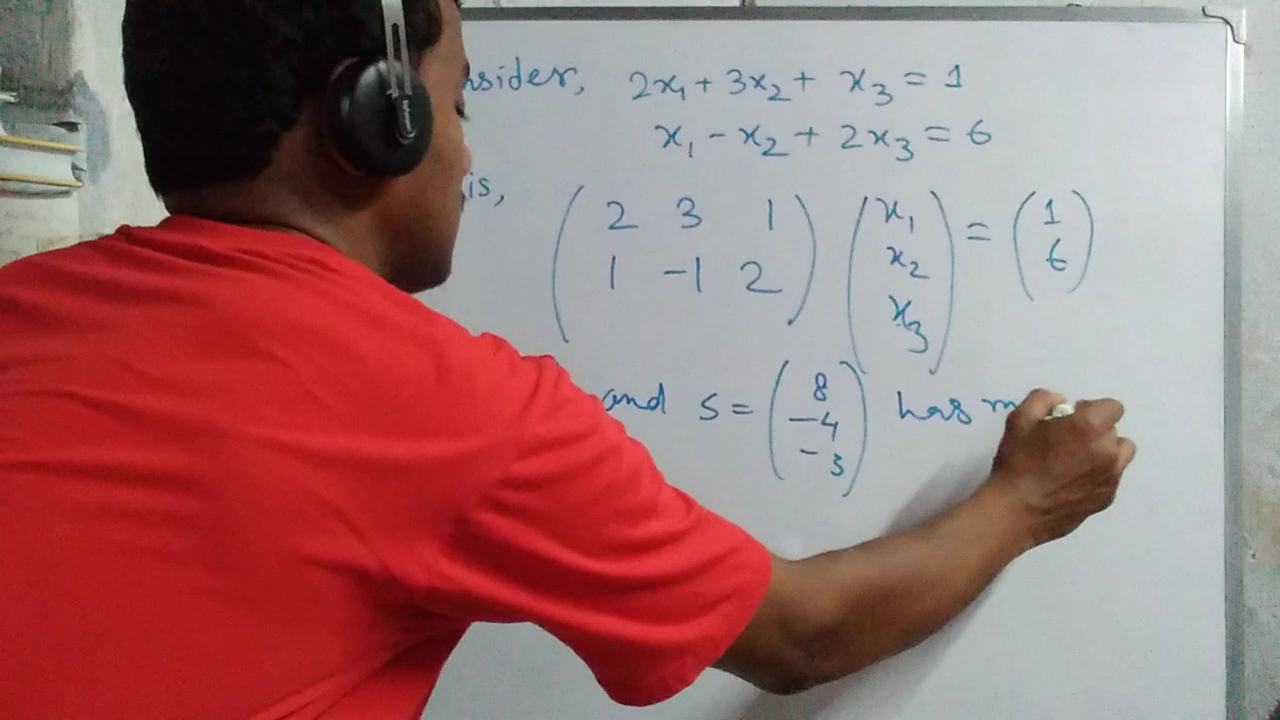 2x₁ + 3x₂ + x₃ = 1
x₁ - x₂ + 2x₃ = 6
is,
( 2 3 1 ) ( x₁ ) = ( 1 )
( 1 -1 2 ) ( x₂ ) ( 6 )
( x₃ )
and s = ( 8 ) has
( -4 )
( -3 )